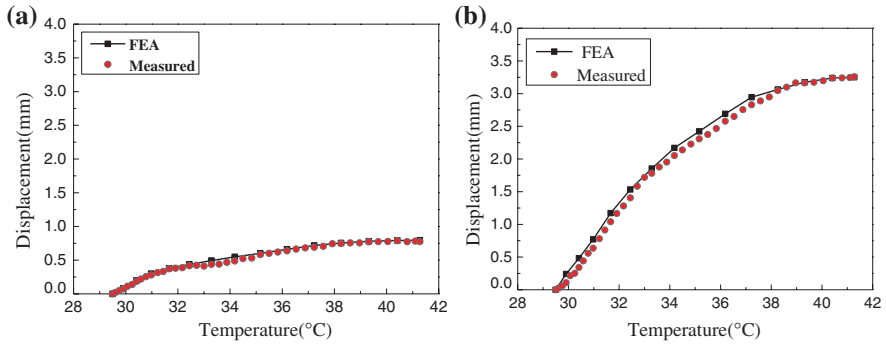 (a)
4.0
3.5
3.0
2.5
2.0
1.5
1.0
0.5
0.0
Displacement(mm)
FEA
Measured
28 30 32 34 36 38 40 42
Temperature(°C)
(b)
4.0
3.5
3.0
2.5
2.0
1.5
1.0
0.5
0.0
Displacement(mm)
FEA
Measured
28 30 32 34 36 38 40 42
Temperature(°C)